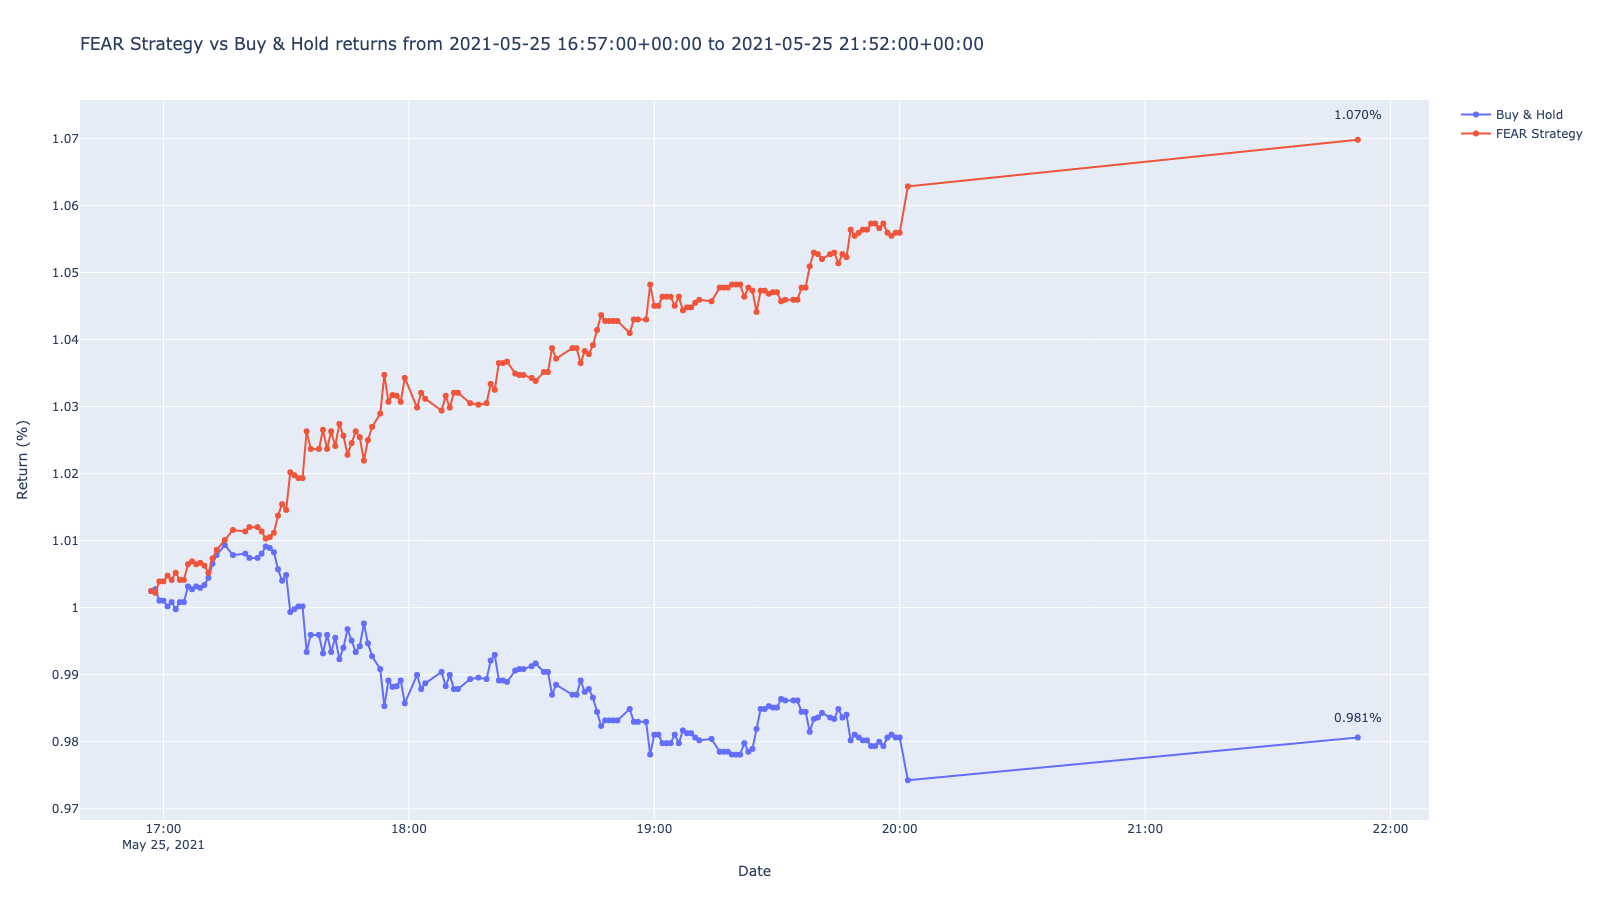 FEAR Strategy vs Buy & Hold returns from 2021-05-25 16:57:00+00:00 to 2021-05-25 21:52:00+00:00
Buy & Hold
FEAR Strategy
1.070%
0.981%
Return (%)
1.07
1.06
1.05
1.04
1.03
1.02
1.01
1
0.99
0.98
0.97
17:00 18:00 19:00 20:00 21:00 22:00
May 25, 2021
Date